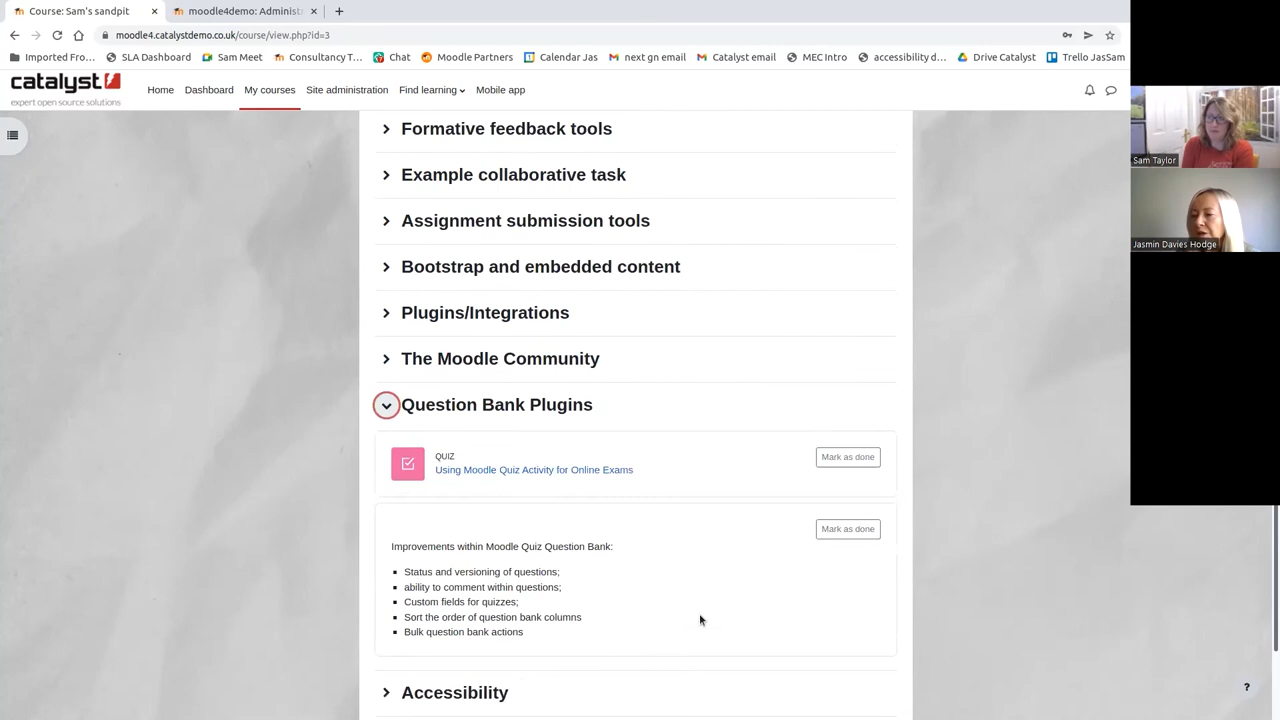 Course: Sam's sandpit
moodle4demo: Administ
moodle4.catalystdemo.co.uk/course/view.php?id=3
Imported Fro... SLA Dashboard Sam Meet Consultancy T... Chat Moodle Partners Calendar Jas next gn email Catalyst email MEC Intro accessibility d... Drive Catalyst Trello JasSam
catalyst
expert open source solutions
Home Dashboard My courses Site administration Find learning Mobile app
Formative feedback tools
Sam Taylor
Example collaborative task
Assignment submission tools
Jasmin Davies Hodge
Bootstrap and embedded content
Plugins/Integrations
The Moodle Community
Question Bank Plugins
QUIZ
Using Moodle Quiz Activity for Online Exams
Mark as done
Mark as done
Improvements within Moodle Quiz Question Bank:
Status and versioning of questions;
ability to comment within questions;
Custom fields for quizzes;
Sort the order of question bank columns
Bulk question bank actions
Accessibility
?